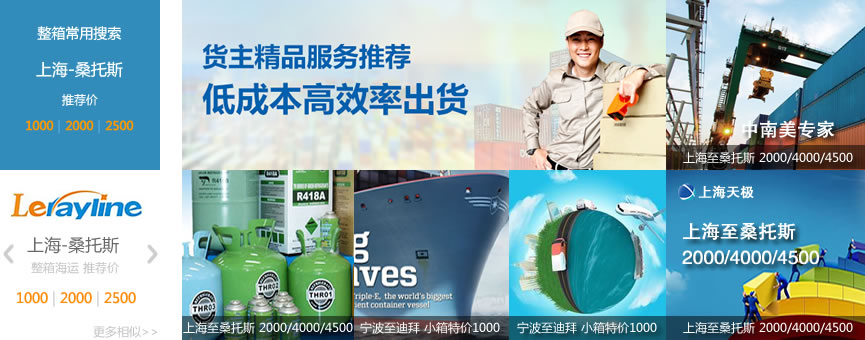 整箱常用搜索
上海-桑托斯
推荐价
1000 | 2000 | 2500
Lerayline
上海-桑托斯
整箱海运 推荐价
1000 | 2000 | 2500
更多相似>>
货主精品服务推荐
低成本高效率出货
中南美专家
上海至桑托斯 2000/4000/4500
R418A
THR03
THR02
THR01
上海至桑托斯 2000/4000/4500
aves
Triple-E, the world's biggest
container vessel
宁波至迪拜 小箱特价1000
宁波至迪拜 小箱特价1000
上海天极
上海至桑托斯
2000/4000/4500
上海至桑托斯 2000/4000/4500